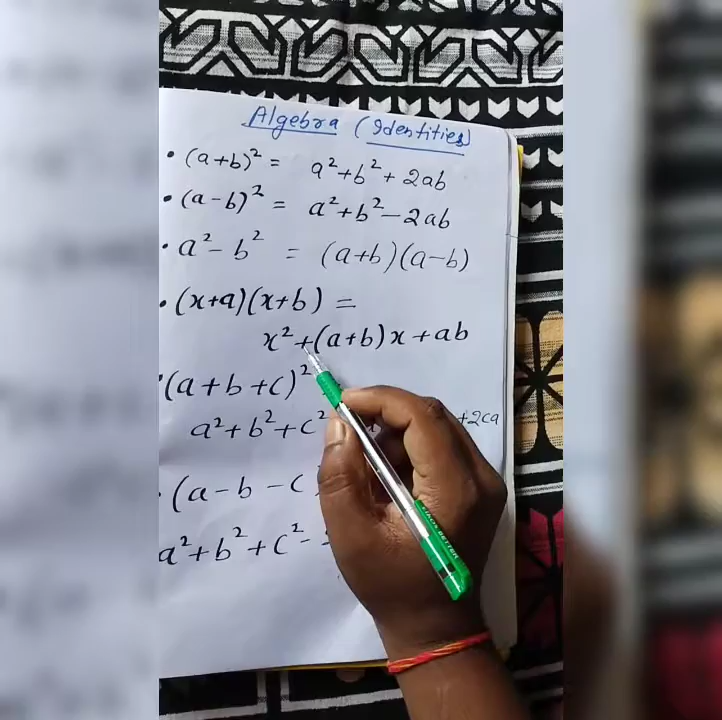 Algebra (Identities)
• (a+b)² = a²+b²+2ab
• (a-b)² = a²+b²-2ab
• a²-b² = (a+b)(a-b)
• (x+a)(x+b) =
x²+(a+b)x+ab
(a+b+c)²
a²+b²+c² +2ca
(a-b-c
a²+b²+c²-